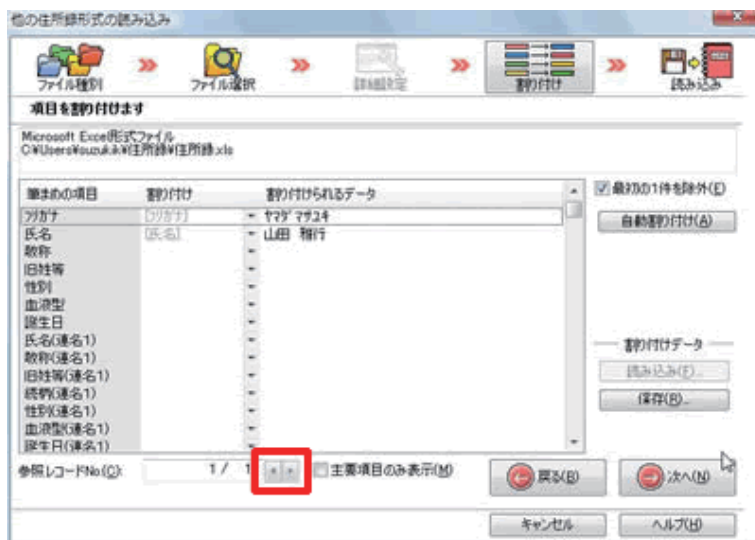 他の住所録形式の読み込み
ファイル種別
ファイル選択
詳細設定
割り付け
読み込み
項目を割り付けます
Microsoft Excel形式ファイル
C:¥Users¥suzuki.k¥住所録¥住所録.xls
筆まめの項目 割り付け 割り付けられるデータ
フリガナ [フリガナ] ヤマダ マサユキ
氏名 [氏名] 山田 雅行
敬称
旧姓等
性別
血液型
誕生日
氏名(連名1)
敬称(連名1)
旧姓等(連名1)
続柄(連名1)
性別(連名1)
血液型(連名1)
誕生日(連名1)
最初の1件を除外(E)
自動割り付け(A)
割り付けデータ
読み込み(F)...
保存(R)...
参照レコードNo(C): 1 / 1
主要項目のみ表示(M)
戻る(B)
次へ(N)
キャンセル
ヘルプ(H)